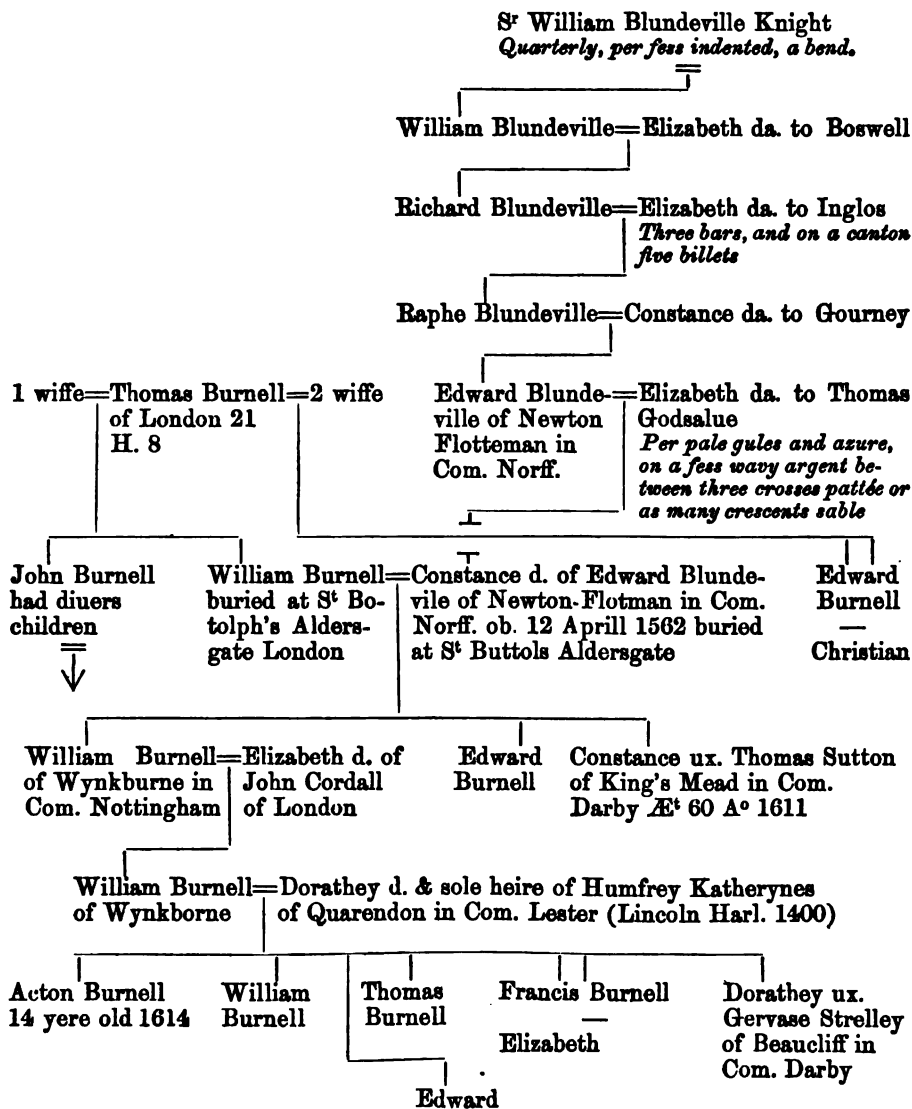 Sʳ William Blundeville Knight
Quarterly, per fess indented, a bend.
William Blundeville=Elizabeth da. to Boswell
Richard Blundeville=Elizabeth da. to Inglos
Three bars, and on a canton
five billets
Raphe Blundeville=Constance da. to Gourney
1 wiffe=Thomas Burnell=2 wiffe
of London 21
H. 8
Edward Blunde-
ville of Newton
Flotteman in
Com. Norff.
=Elizabeth da. to Thomas
Godsalue
Per pale gules and azure,
on a fess wavy argent be-
tween three crosses pattée or
as many crescents sable
John Burnell
had diuers
children
William Burnell
buried at Sᵗ Bo-
tolph's Alders-
gate London
=Constance d. of Edward Blunde-
vile of Newton-Flotman in Com.
Norff. ob. 12 Aprill 1562 buried
at Sᵗ Buttols Aldersgate
Edward
Burnell
—
Christian
William Burnell
of Wynkburne in
Com. Nottingham
=Elizabeth d. of
John Cordall
of London
Edward
Burnell
Constance ux. Thomas Sutton
of King's Mead in Com.
Darby Æᵗ 60 Aº 1611
William Burnell
of Wynkborne
=Dorathey d. & sole heire of Humfrey Katherynes
of Quarendon in Com. Lester (Lincoln Harl. 1400)
Acton Burnell
14 yere old 1614
William
Burnell
Thomas
Burnell
Francis Burnell
—
Elizabeth
Dorathey ux.
Gervase Strelley
of Beaucliff in
Com. Darby
Edward